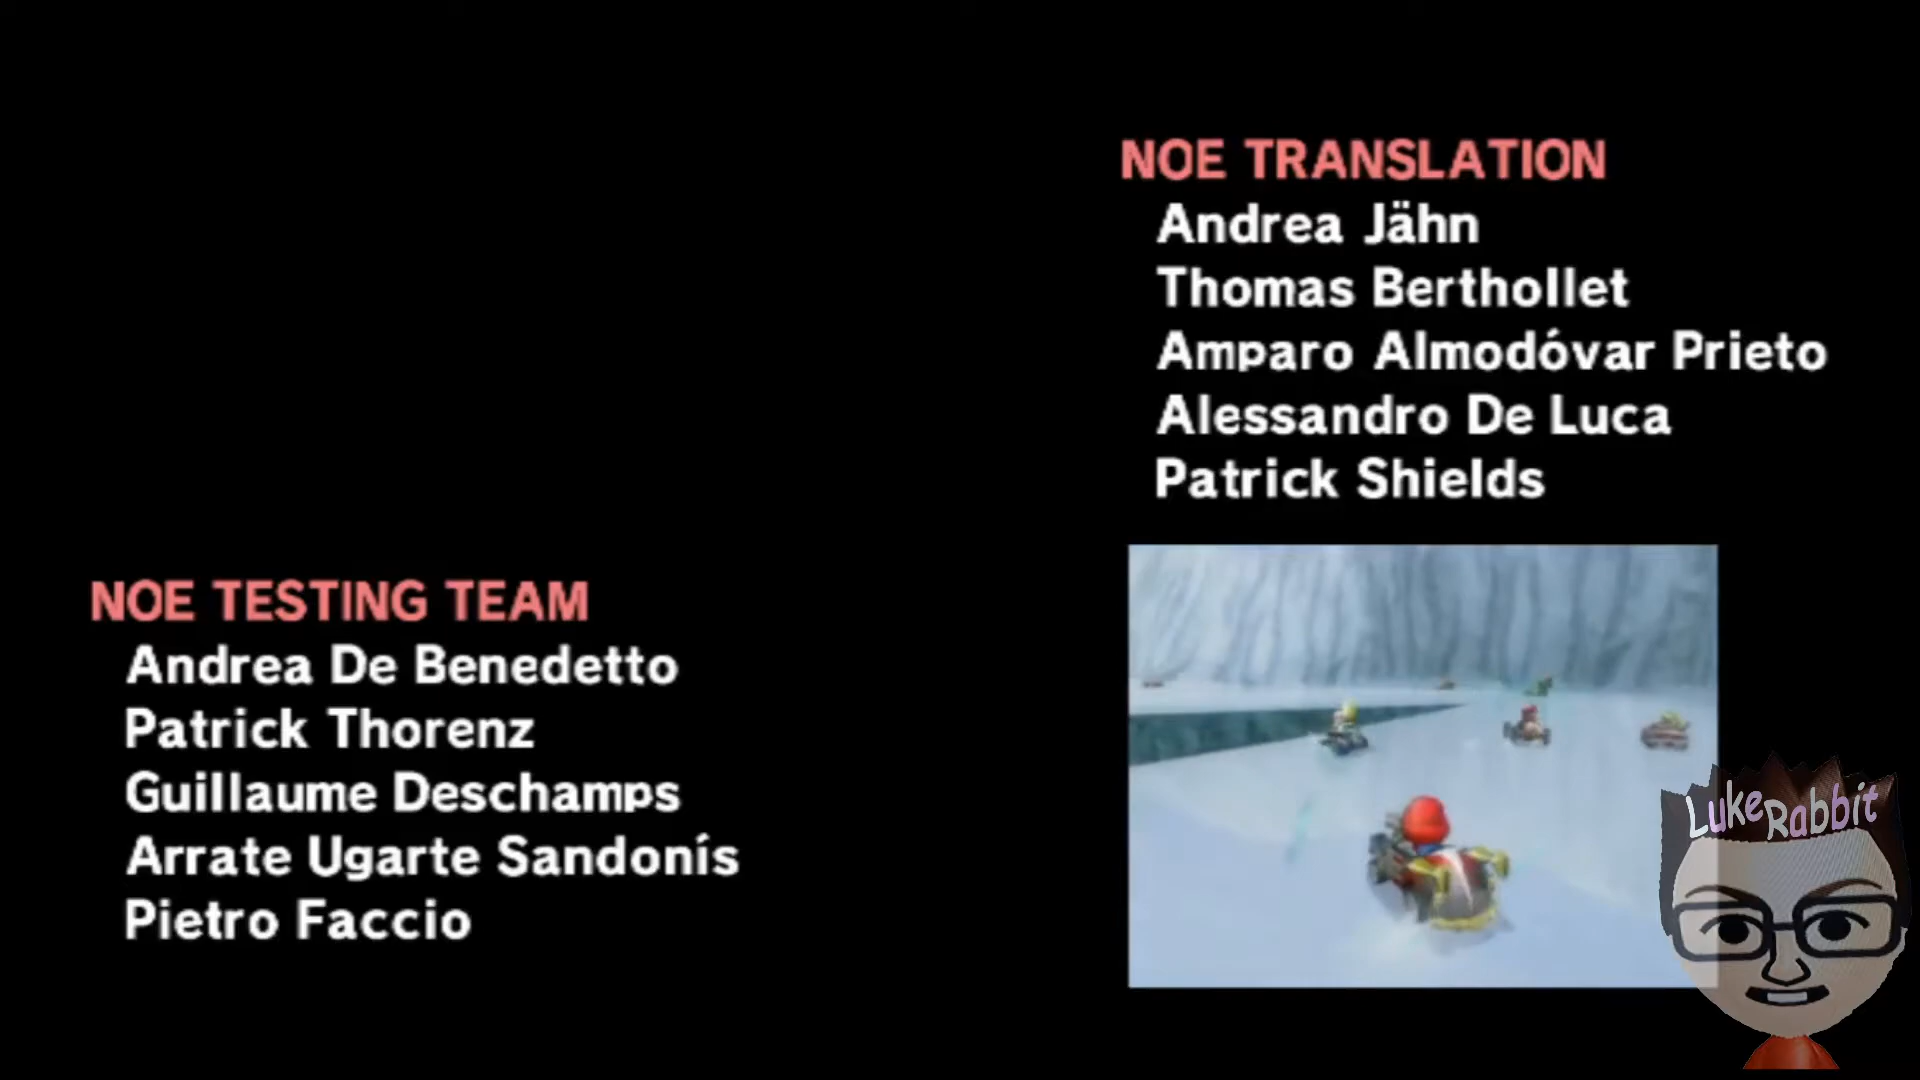 NOE TRANSLATION
Andrea Jähn
Thomas Berthollet
Amparo Almodóvar Prieto
Alessandro De Luca
Patrick Shields
NOE TESTING TEAM
Andrea De Benedetto
Patrick Thorenz
Guillaume Deschamps
Arrate Ugarte Sandonís
Pietro Faccio
LukeRabbit